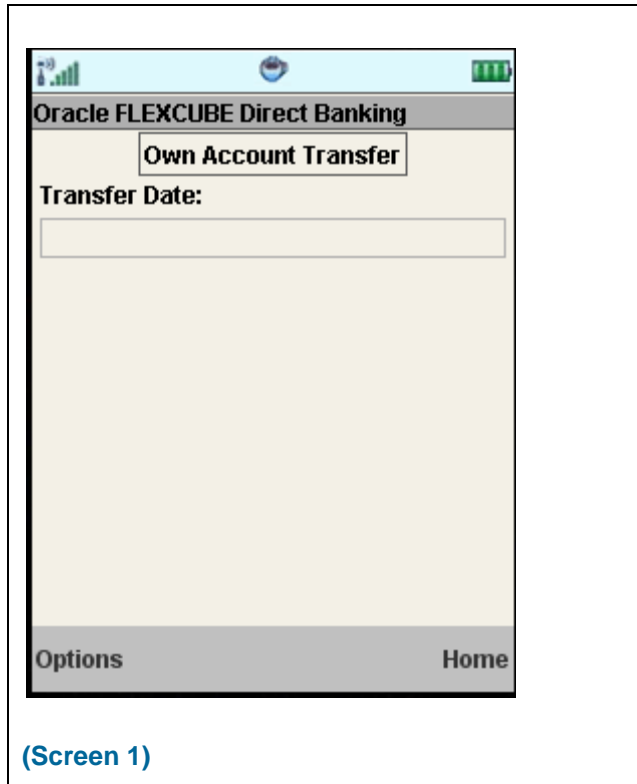 Oracle FLEXCUBE Direct Banking
Own Account Transfer
Transfer Date:
Options Home
(Screen 1)